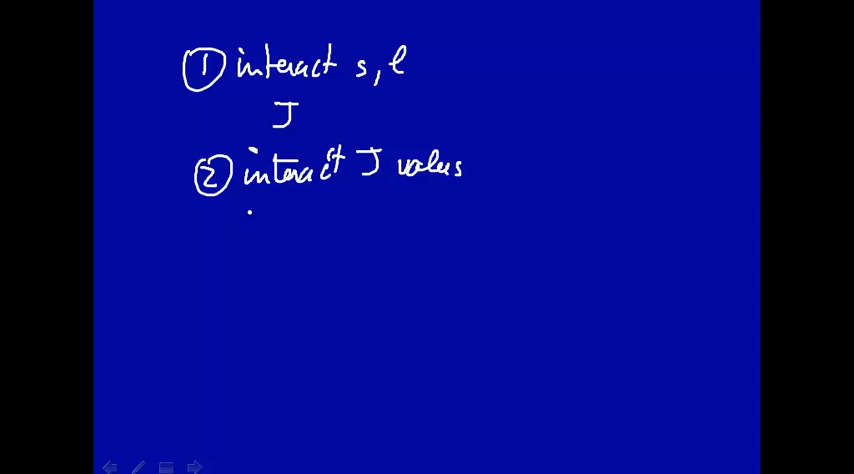 ① interact s, l
J
② interact J values